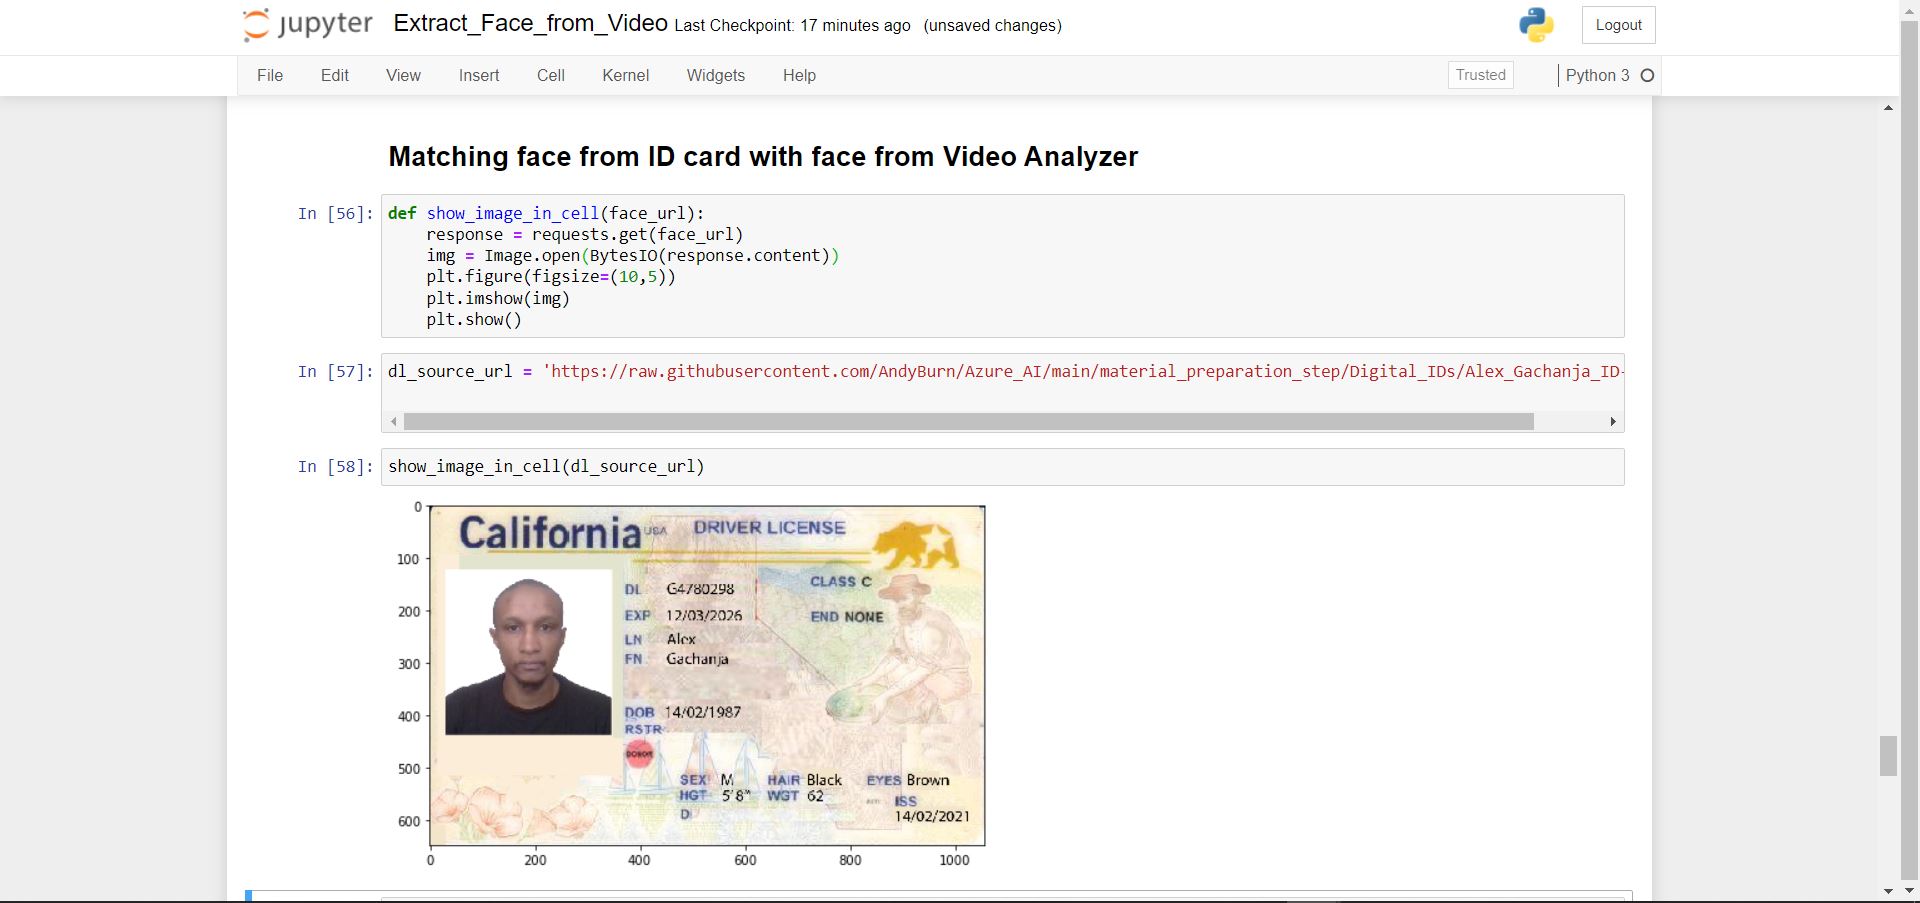 jupyter Extract_Face_from_Video Last Checkpoint: 17 minutes ago (unsaved changes)
Logout
File Edit View Insert Cell Kernel Widgets Help
Trusted
Python 3
Matching face from ID card with face from Video Analyzer
In [56]:
def show_image_in_cell(face_url):
    response = requests.get(face_url)
    img = Image.open(BytesIO(response.content))
    plt.figure(figsize=(10,5))
    plt.imshow(img)
    plt.show()
In [57]:
dl_source_url = 'https://raw.githubusercontent.com/AndyBurn/Azure_AI/main/material_preparation_step/Digital_IDs/Alex_Gachanja_ID-
In [58]:
show_image_in_cell(dl_source_url)
0
100
200
300
400
500
600
California USA DRIVER LICENSE
DL G4780298
CLASS C
EXP 12/03/2026
END NONE
LN Alex
FN Gachanja
DOB 14/02/1987
RSTR
DONOR
SEX M HAIR Black EYES Brown
HGT 5'8" WGT 62
ISS
D
14/02/2021
0 200 400 600 800 1000